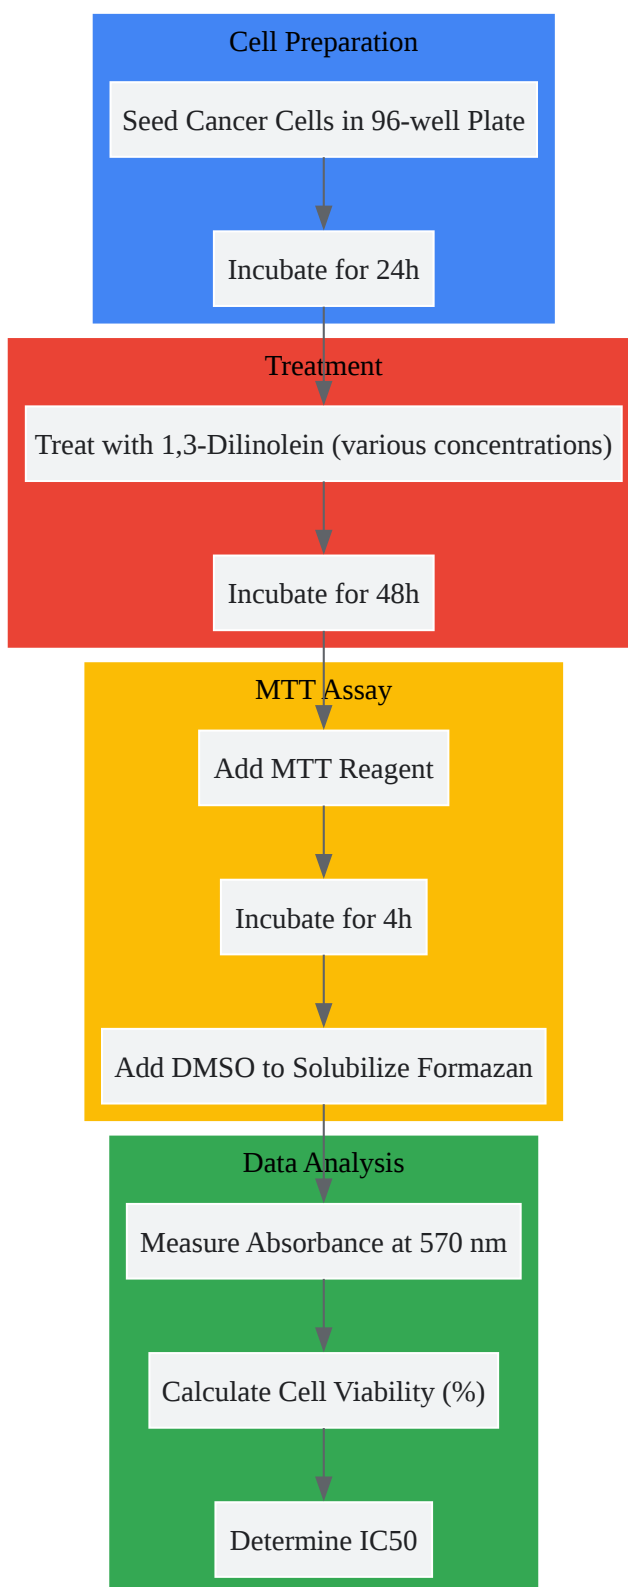 Cell Preparation
Seed Cancer Cells in 96-well Plate
Incubate for 24h
Treatment
Treat with 1,3-Dilinolein (various concentrations)
Incubate for 48h
MTT Assay
Add MTT Reagent
Incubate for 4h
Add DMSO to Solubilize Formazan
Data Analysis
Measure Absorbance at 570 nm
Calculate Cell Viability (%)
Determine IC50